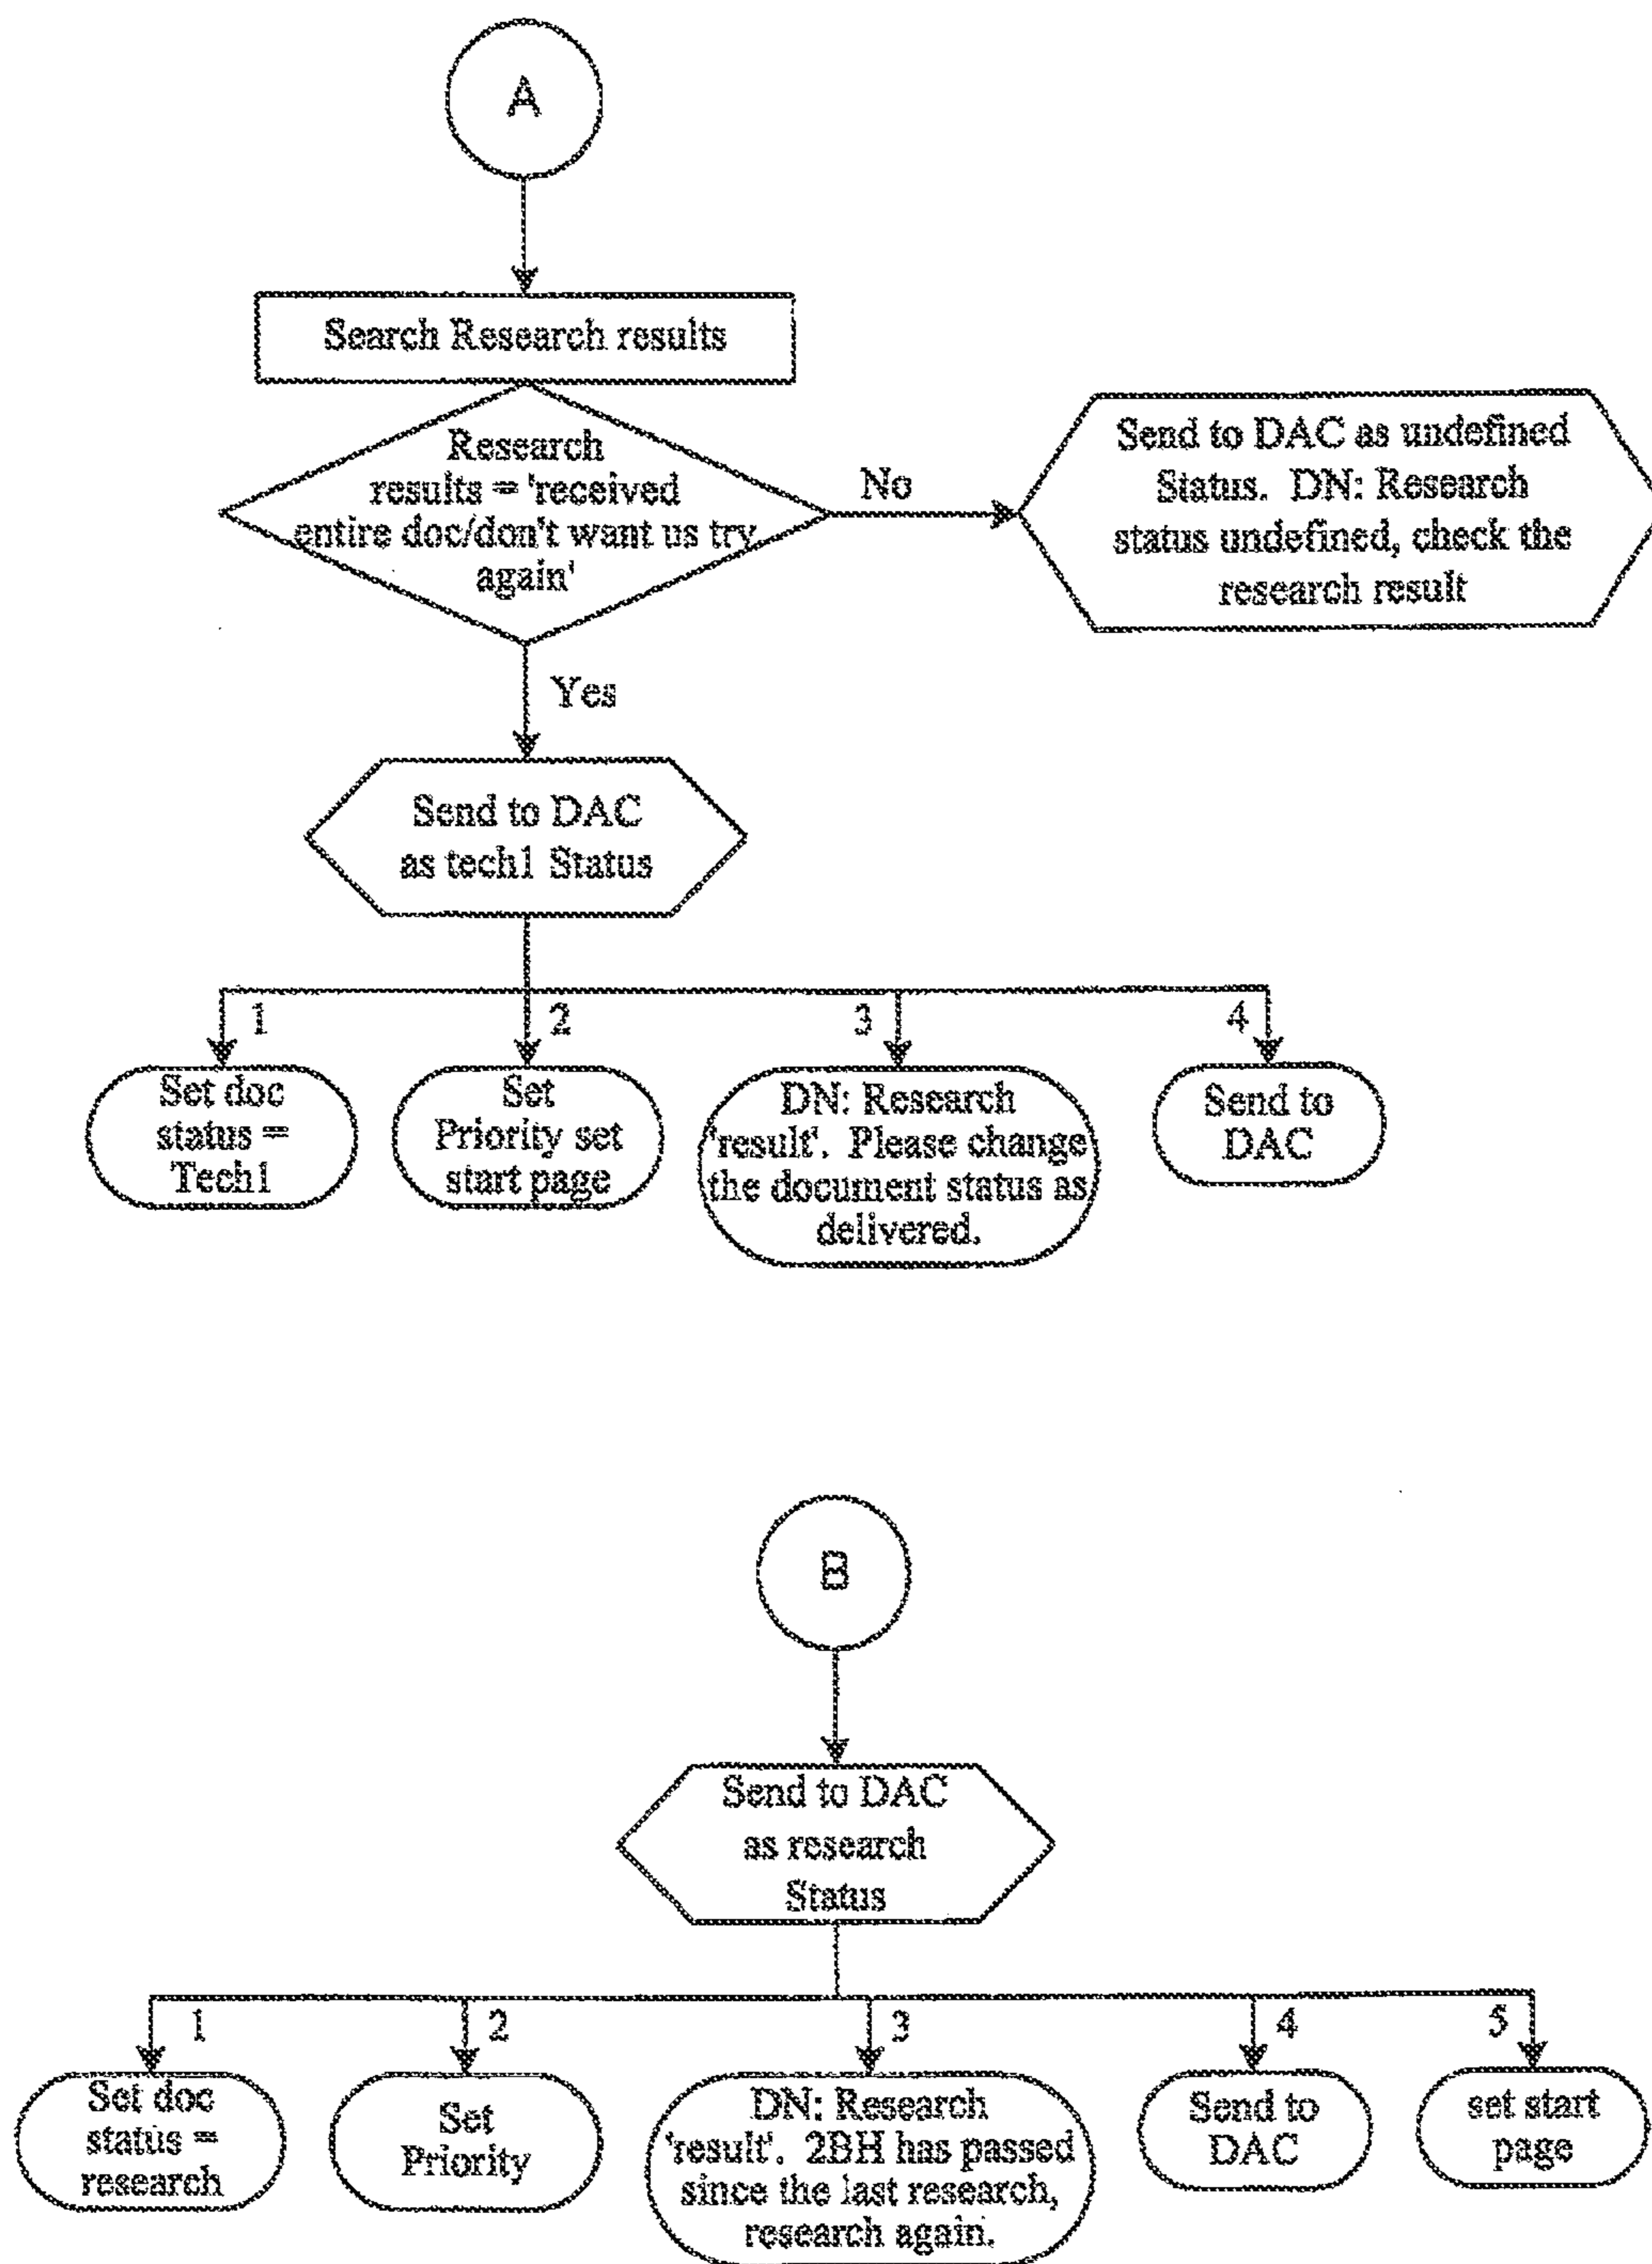 A
Search Research results
Research
results = 'received
entire doc/don't want us try
again'
No
Send to DAC as undefined
Status.  DN: Research
status undefined, check the
research result
Yes
Send to DAC
as tech1 Status
1
2
3
4
Set doc
status =
Tech1
Set
Priority set
start page
DN: Research
'result'.  Please change
the document status as
delivered.
Send to
DAC
B
Send to DAC
as research
Status
1
2
3
4
5
Set doc
status =
research
Set
Priority
DN: Research
'result'.  2BH has passed
since the last research,
research again.
Send to
DAC
set start
page